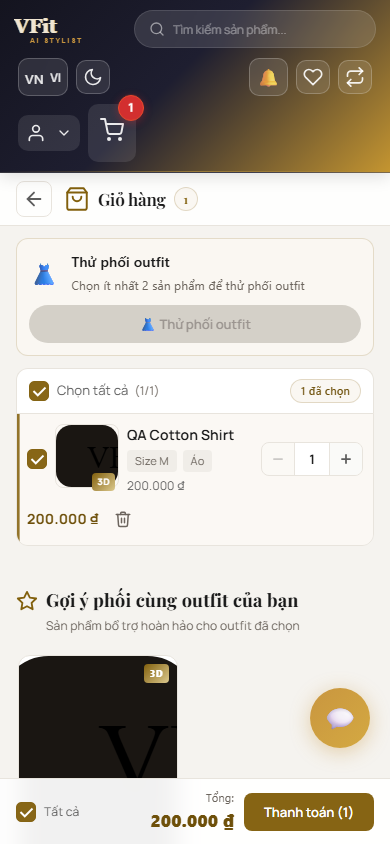 VFit
AI STYLIST
Tìm kiếm sản phẩm...
VN VI
1
Giỏ hàng 1
Thử phối outfit
Chọn ít nhất 2 sản phẩm để thử phối outfit
Thử phối outfit
Chọn tất cả (1/1)
1 đã chọn
QA Cotton Shirt
Size M Áo
200.000 ₫
3D
− 1 +
200.000 ₫
Gợi ý phối cùng outfit của bạn
Sản phẩm bổ trợ hoàn hảo cho outfit đã chọn
3D
Tất cả
Tổng:
200.000 ₫
Thanh toán (1)